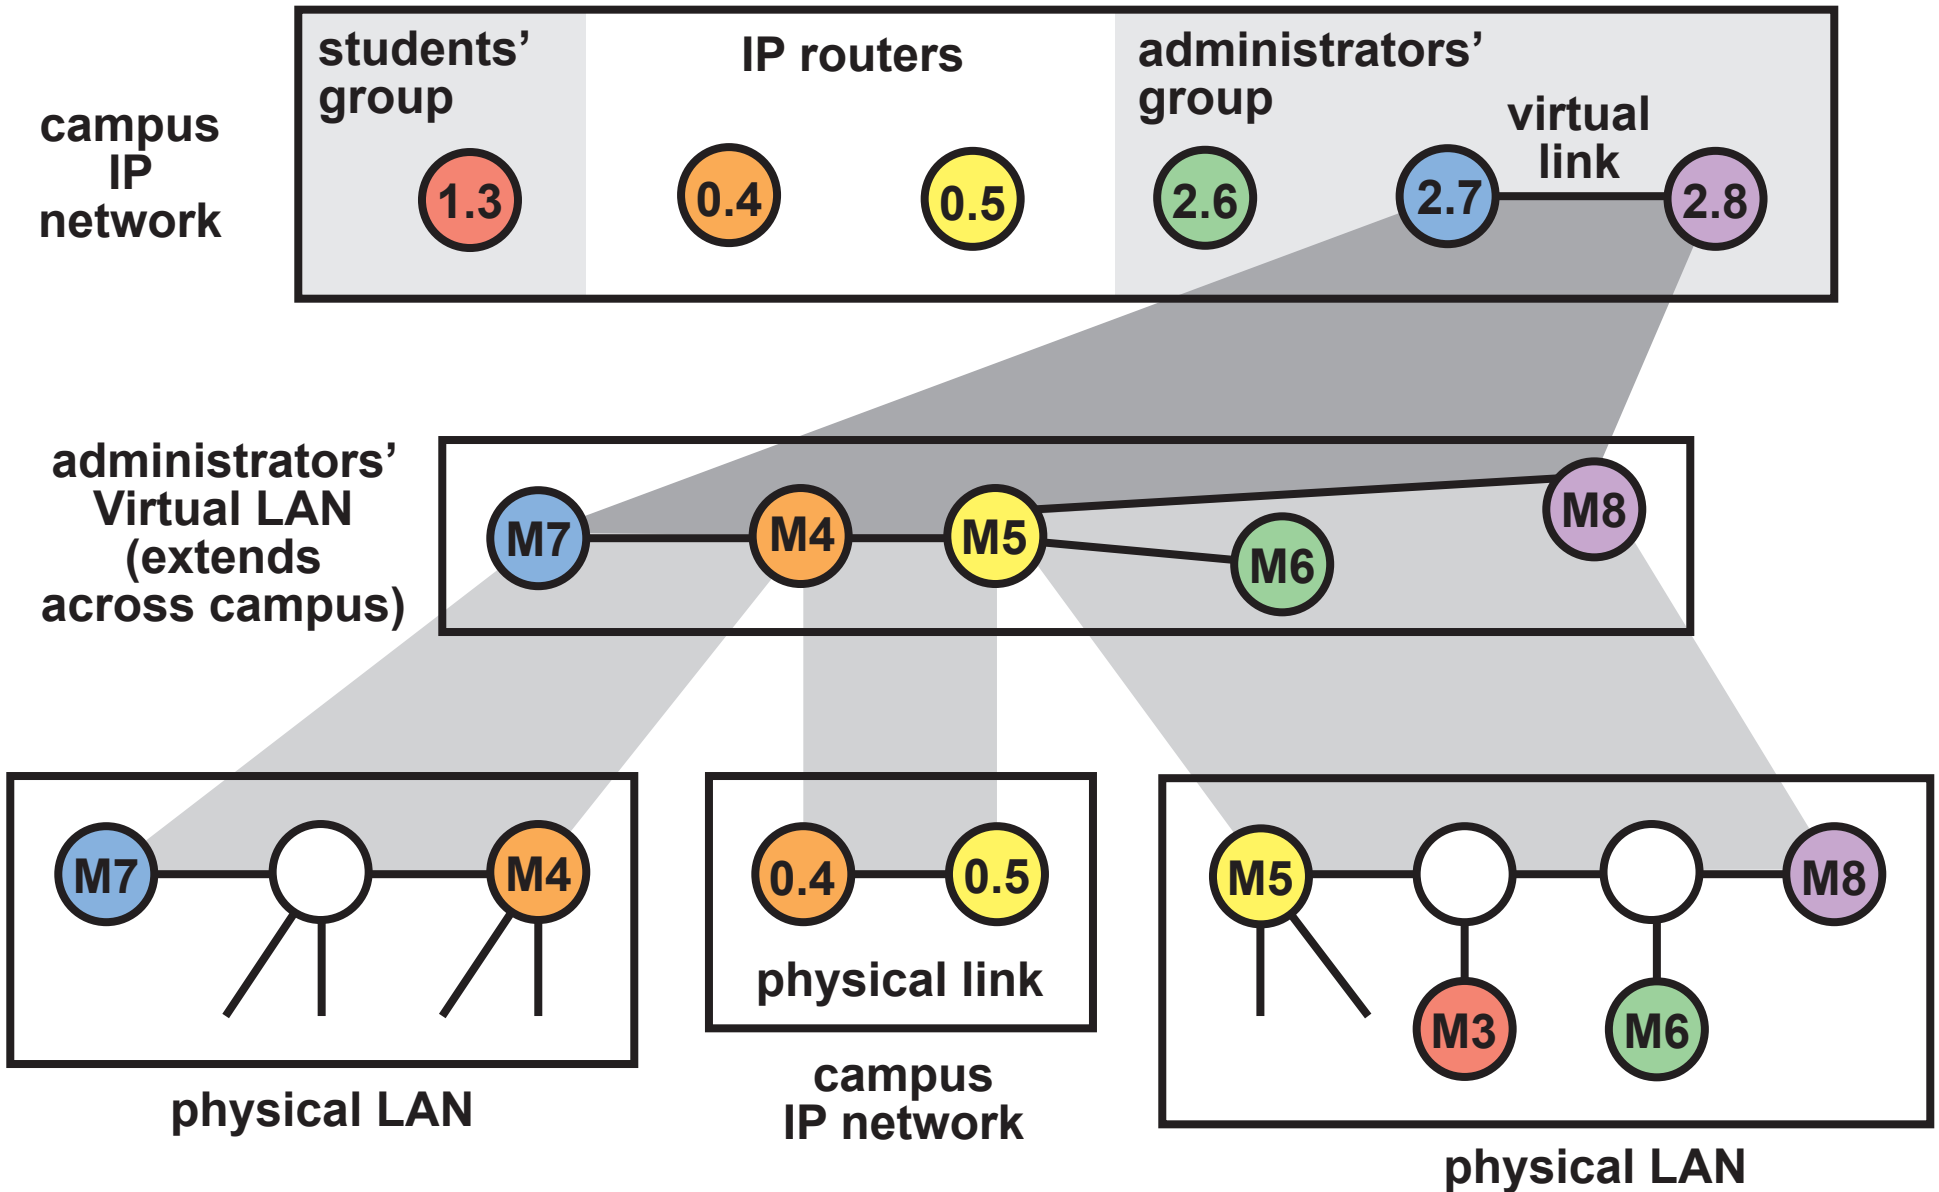 students’
group
IP routers
administrators’
group
virtual
link
campus
IP
network
1.3
0.4
0.5
2.6
2.7
2.8
administrators’
Virtual LAN
(extends
across campus)
M7
M4
M5
M6
M8
M7
M4
physical LAN
0.4
0.5
physical link
campus
IP network
M5
M8
M3
M6
physical LAN